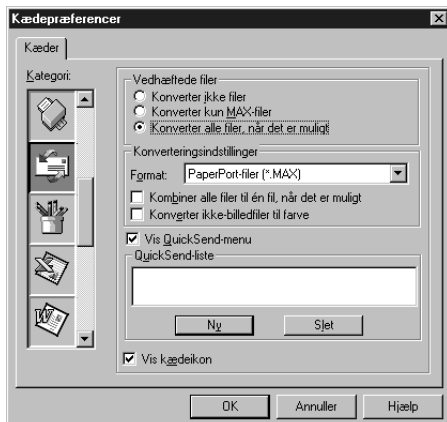 Kædepræferencer
Kæder
Kategori:
Vedhæftede filer
Konverter ikke filer
Konverter kun MAX-filer
Konverter alle filer, når det er muligt
Konverteringsindstillinger
Format: PaperPort-filer (*.MAX)
Kombiner alle filer til én fil, når det er muligt
Konverter ikke-billedfiler til farve
Vis QuickSend-menu
QuickSend-liste
Ny Slet
Vis kædeikon
OK Annuller Hjælp